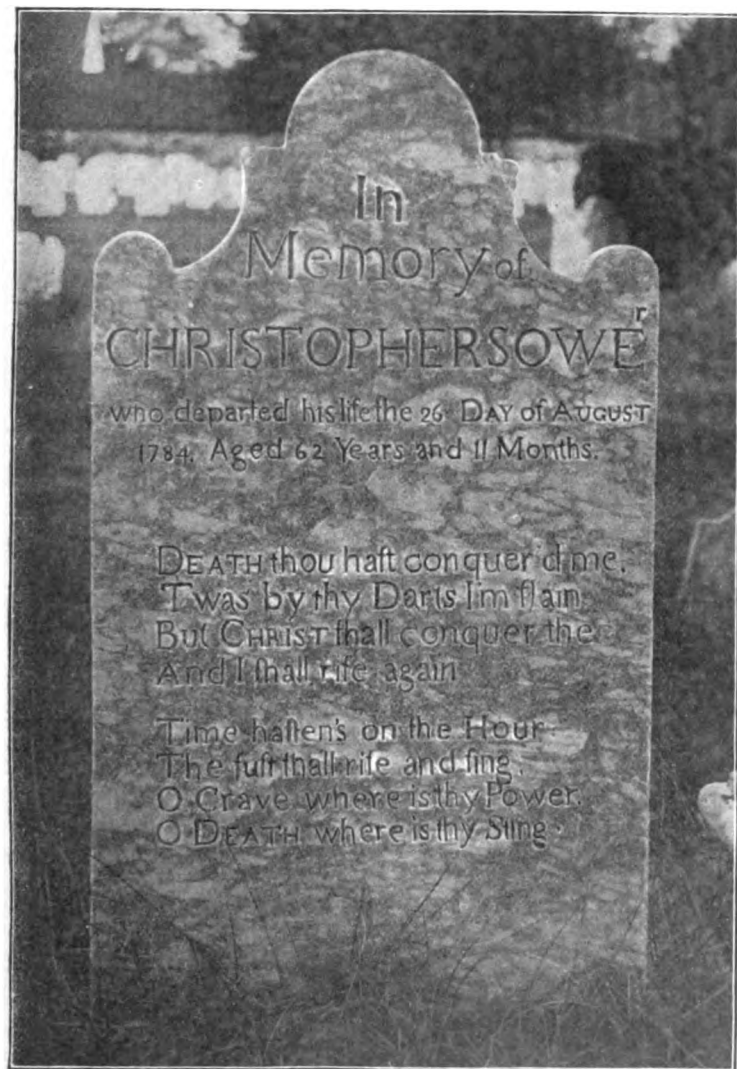 In
Memory of
CHRISTOPHER SOWEr
who departed his life the 26 DAY of AUGUST
1784. Aged 62 Years and 11 Months.
DEATH thou haſt conquer'd me,
Twas by thy Darts I'm ſlain
But CHRIST ſhall conquer the
And I ſhall riſe again
Time haſten's on the Hour
The juſt ſhall riſe and ſing,
O Grave where is thy Power.
O DEATH where is thy Sting.